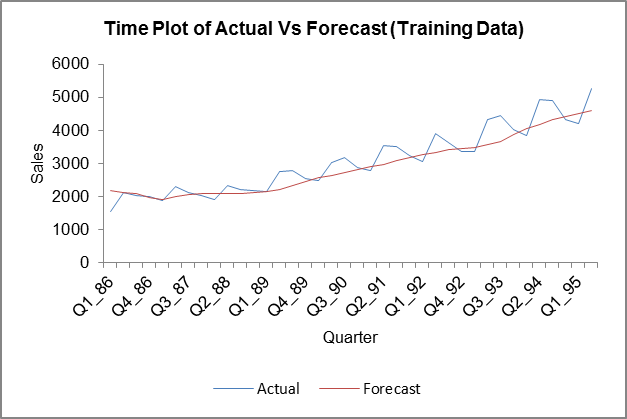 Time Plot of Actual Vs Forecast (Training Data)
6000
5000
4000
3000
2000
1000
0
Sales
Q1_86
Q4_86
Q3_87
Q2_88
Q1_89
Q4_89
Q3_90
Q2_91
Q1_92
Q4_92
Q3_93
Q2_94
Q1_95
Quarter
Actual Forecast